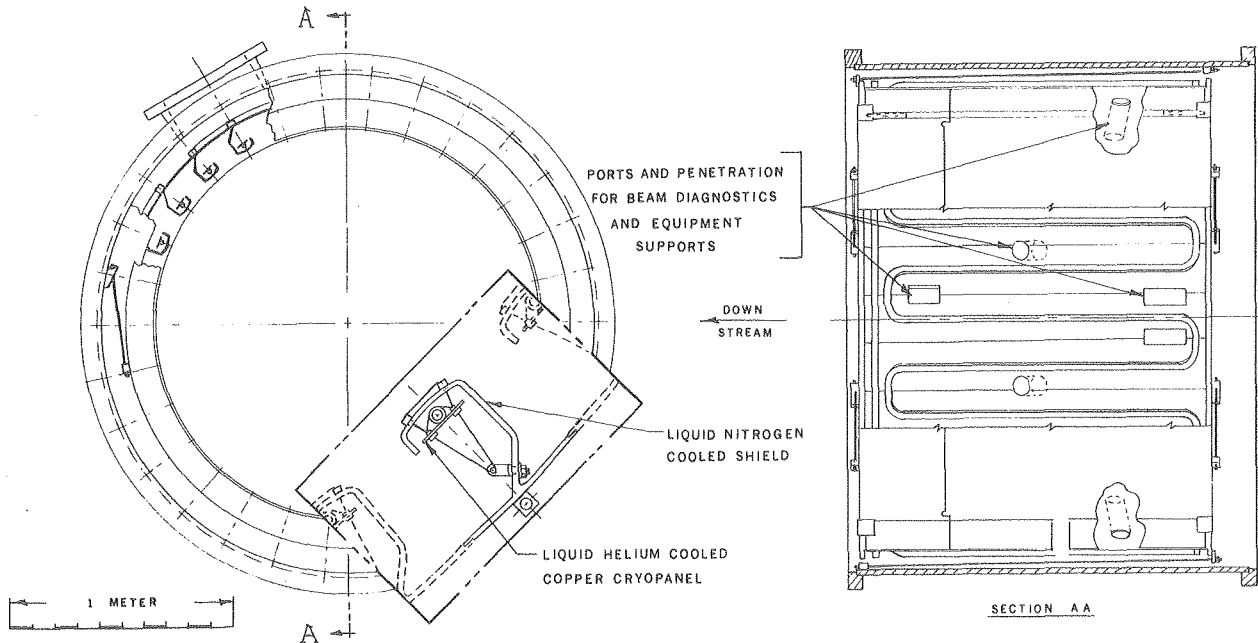 A
PORTS AND PENETRATION
FOR BEAM DIAGNOSTICS
AND EQUIPMENT
SUPPORTS
DOWN
STREAM
LIQUID NITROGEN
COOLED SHIELD
LIQUID HELIUM COOLED
COPPER CRYOPANEL
1 METER
A
SECTION AA